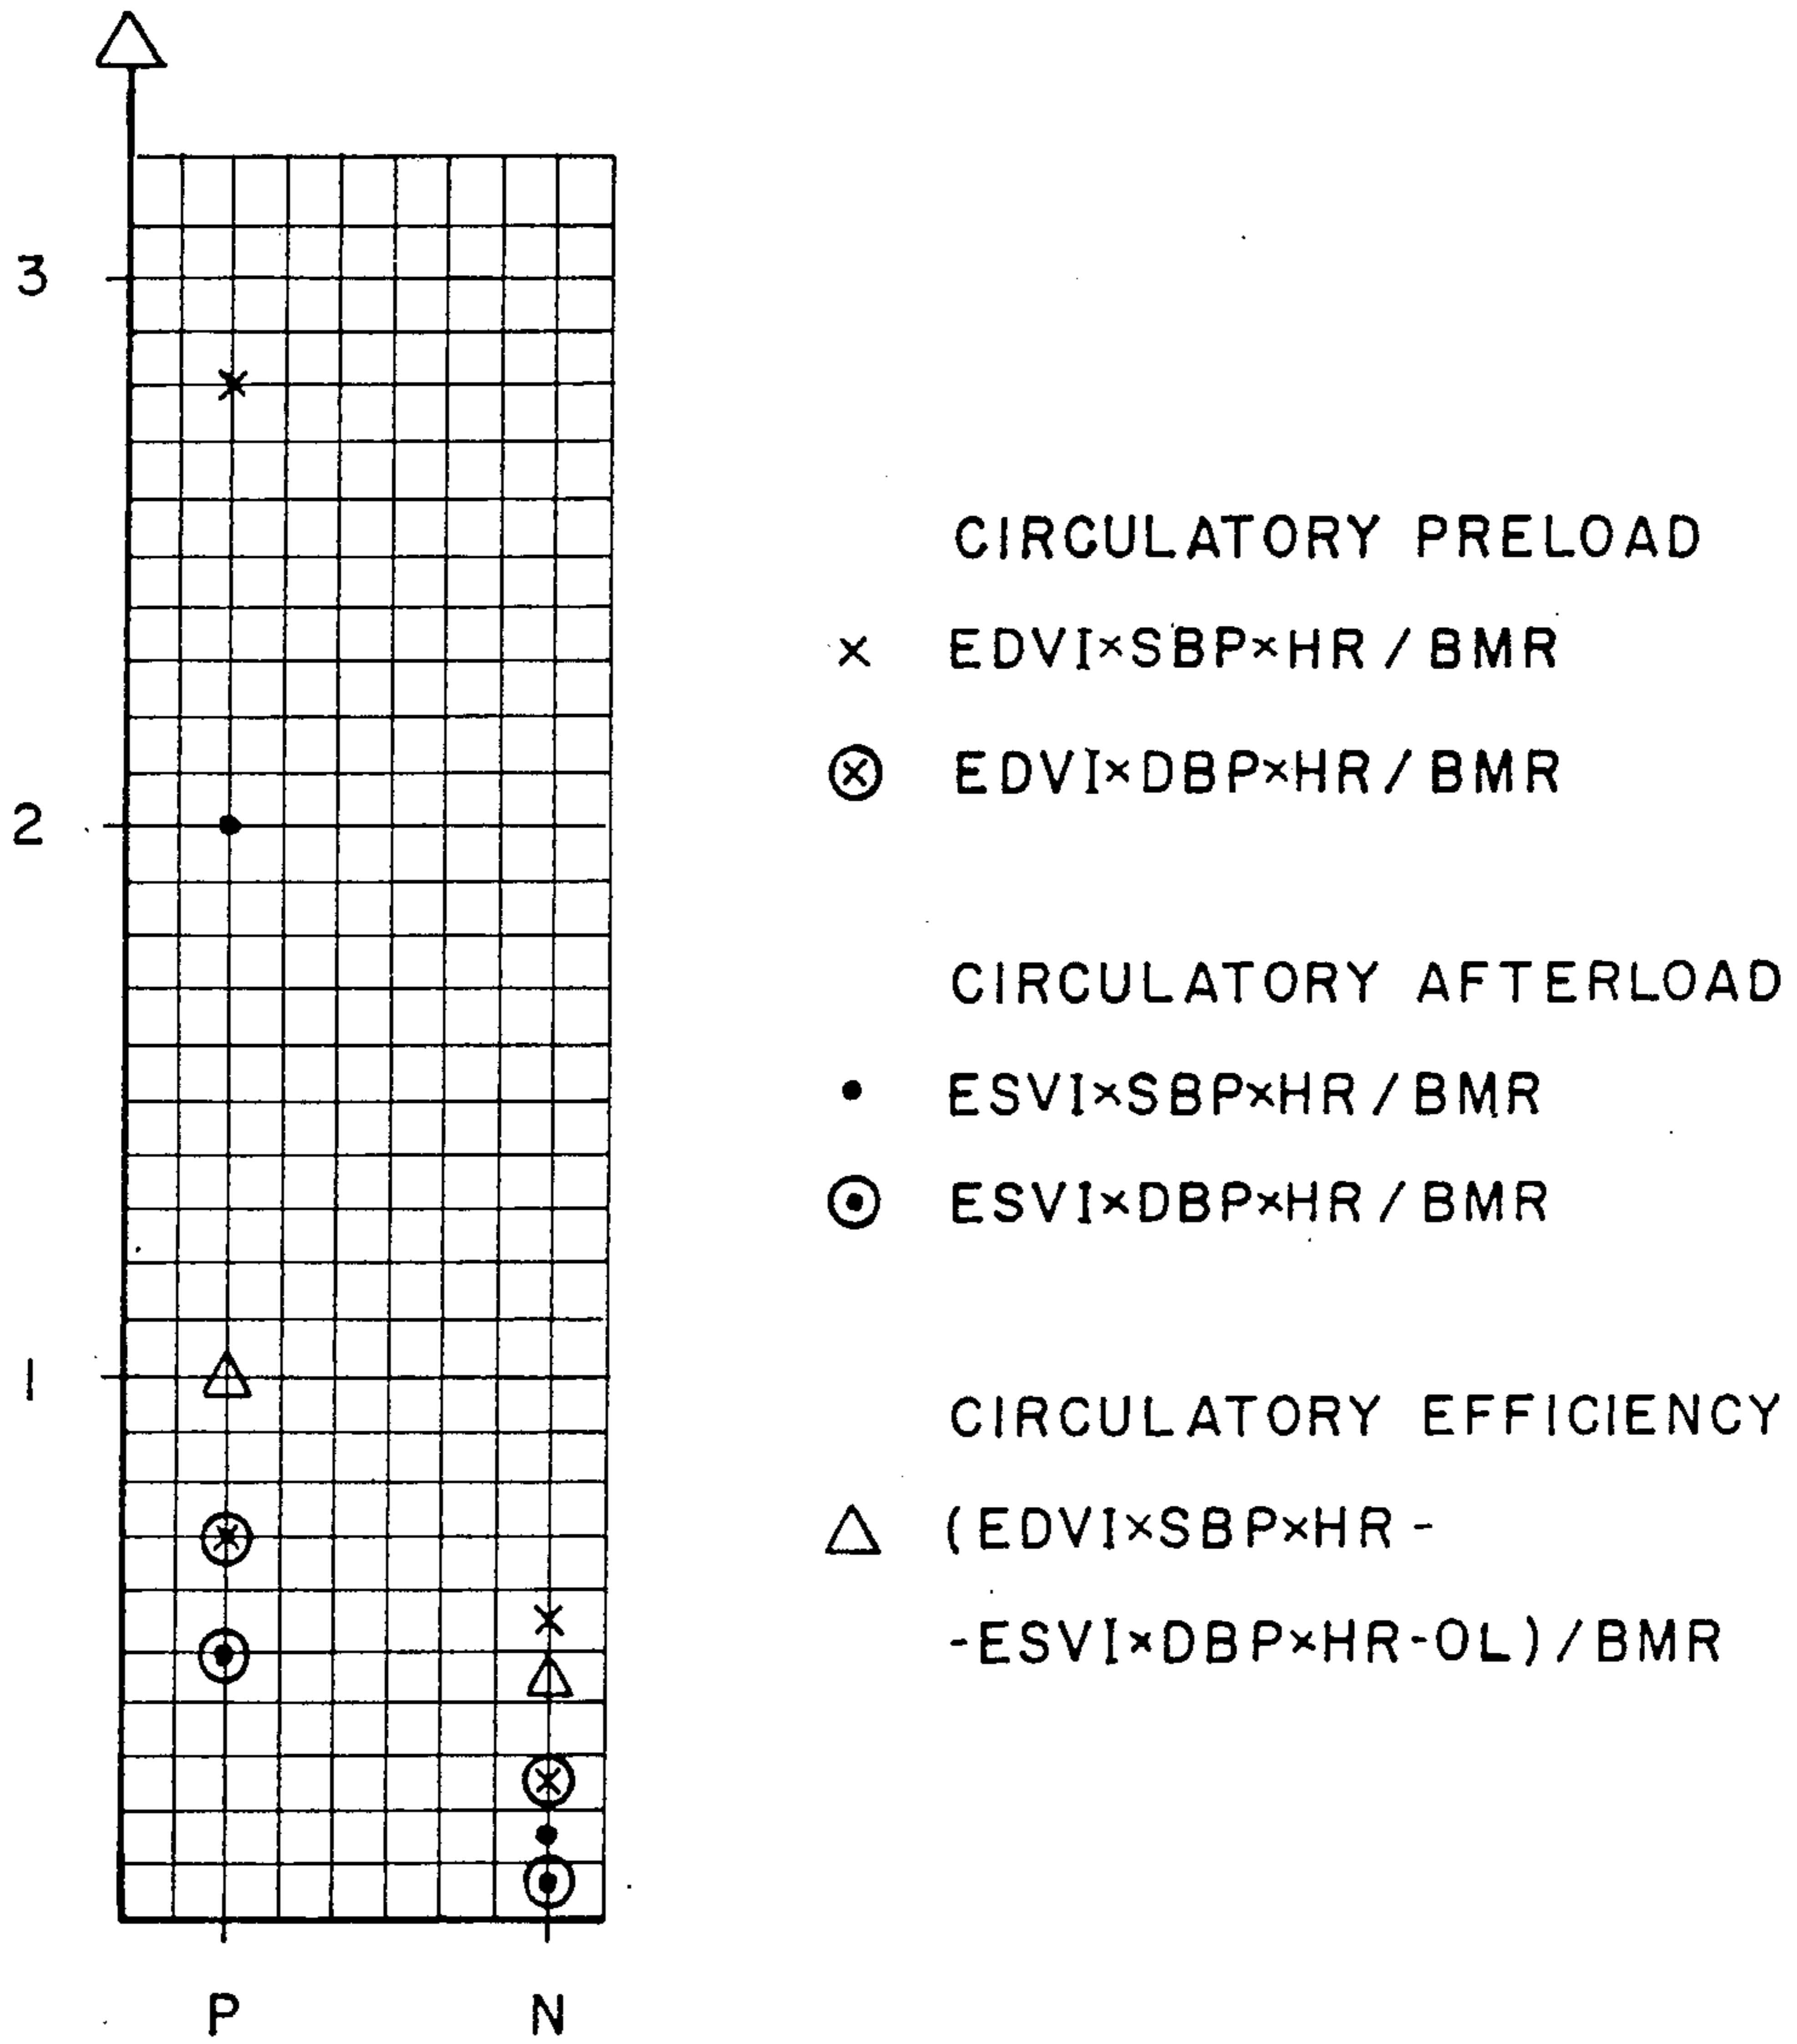 3
2
1
P N
CIRCULATORY PRELOAD
× EDVI×SBP×HR/BMR
⊗ EDVI×DBP×HR/BMR
CIRCULATORY AFTERLOAD
• ESVI×SBP×HR/BMR
⊙ ESVI×DBP×HR/BMR
CIRCULATORY EFFICIENCY
△ (EDVI×SBP×HR-
-ESVI×DBP×HR-OL)/BMR